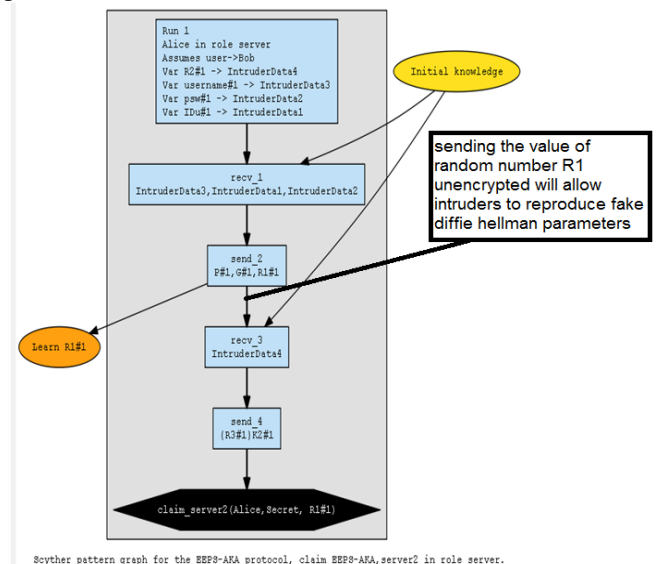 Run 1
Alice in role server
Assumes user->Bob
Var R2#1 -> IntruderData4
Var username#1 -> IntruderData3
Var psw#1 -> IntruderData2
Var IDu#1 -> IntruderData1
Initial knowledge
sending the value of
random number R1
unencrypted will allow
intruders to reproduce fake
diffie hellman parameters
recv_1
IntruderData3,IntruderData1,IntruderData2
send_2
P#1,G#1,R1#1
Learn R1#1
recv_3
IntruderData4
send_4
{R3#1}K2#1
claim_server2(Alice,Secret, R1#1)
Scyther pattern graph for the EEPS-AKA protocol, claim EEPS-AKA,server2 in role server.